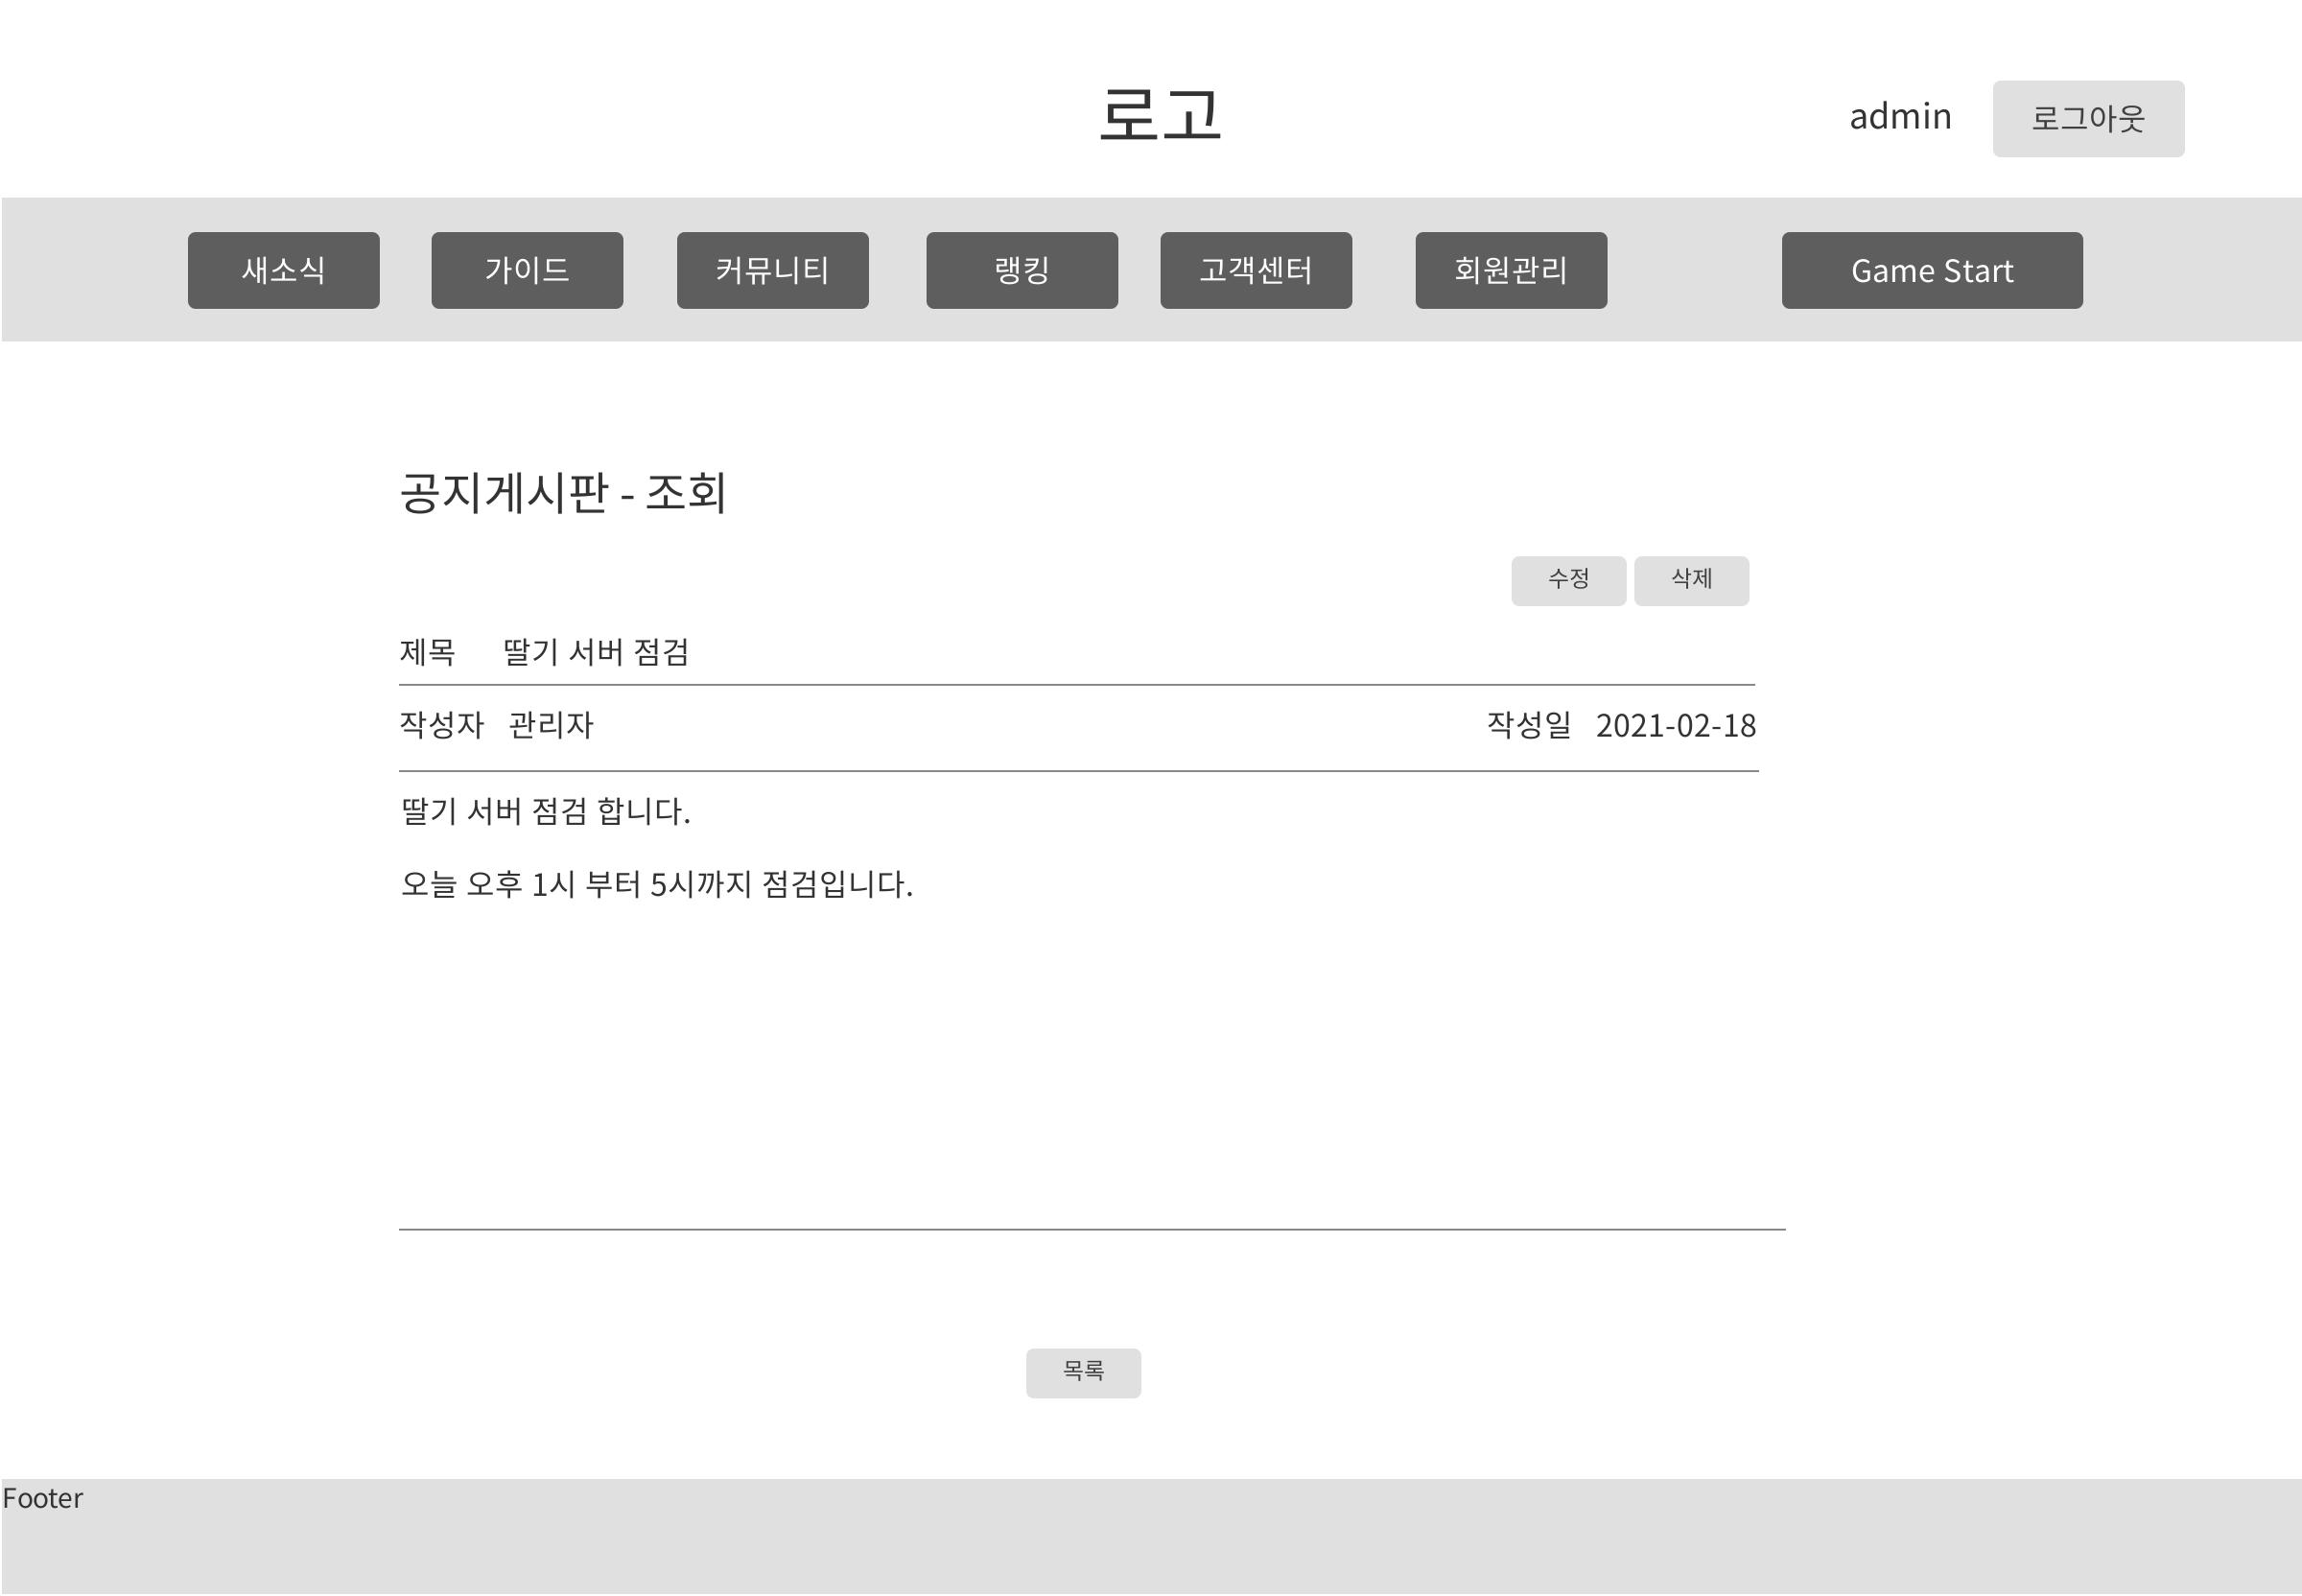 로고
admin 로그아웃
새소식 가이드 커뮤니티 랭킹 고객센터 회원관리 Game Start
공지게시판 - 조회
수정 삭제
제목 딸기 서버 점검
작성자 관리자 작성일 2021-02-18
딸기 서버 점검 합니다.
오늘 오후 1시 부터 5시까지 점검입니다.
목록
Footer